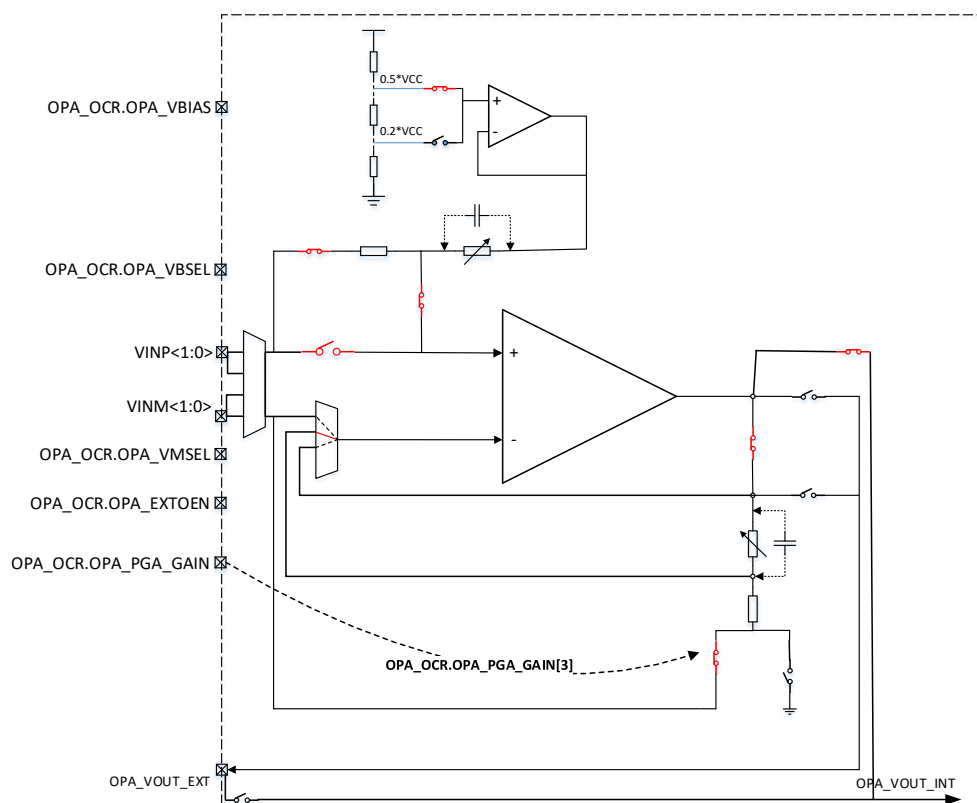 0.5*VCC
OPA_OCR.OPA_VBIAS
+
-
0.2*VCC
OPA_OCR.OPA_VBSEL
VINP<1:0>
+
VINM<1:0>
-
OPA_OCR.OPA_VMSEL
OPA_OCR.OPA_EXTOEN
OPA_OCR.OPA_PGA_GAIN
OPA_OCR.OPA_PGA_GAIN[3]
OPA_VOUT_EXT
OPA_VOUT_INT